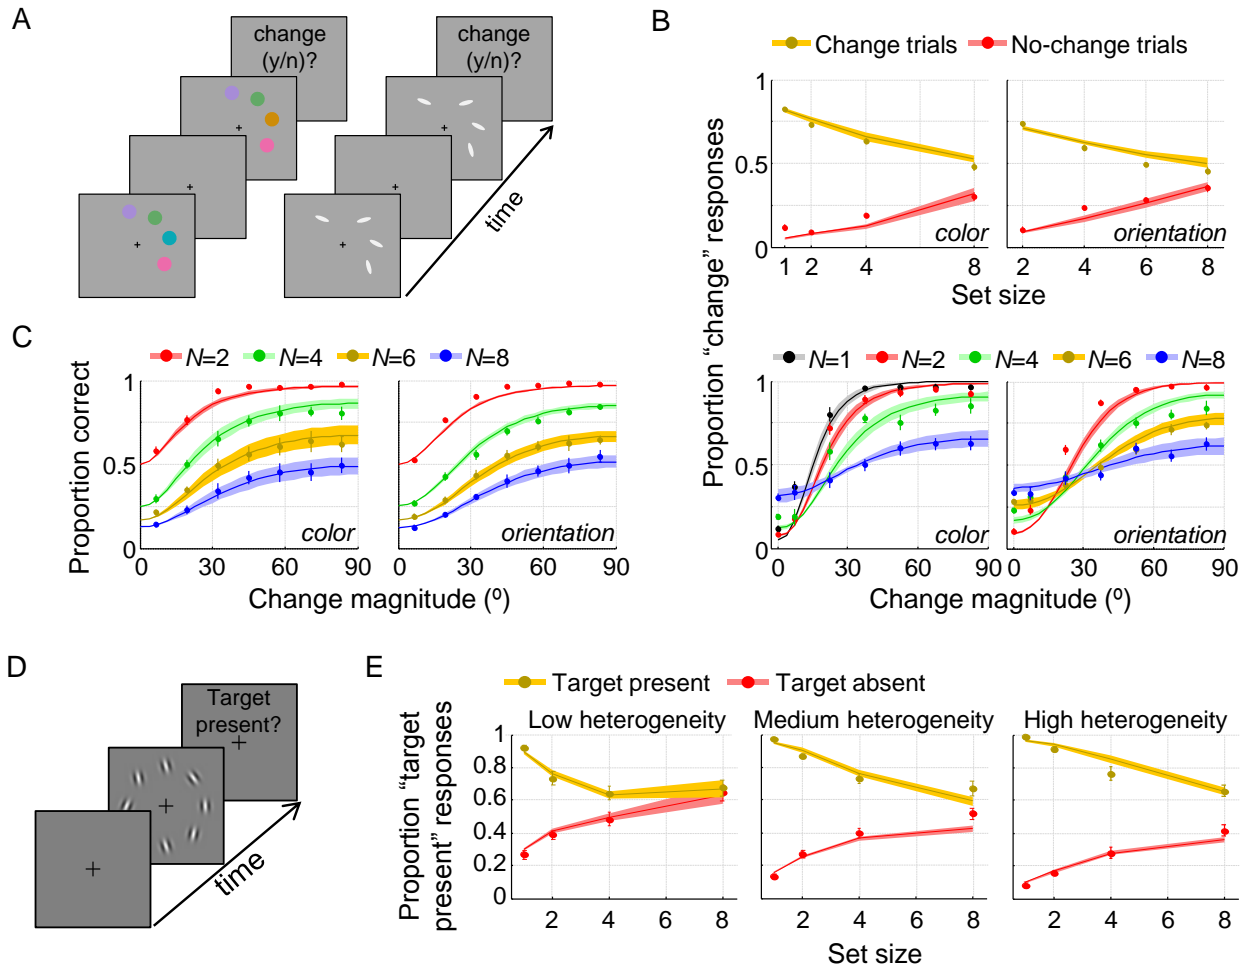 A
change
(y/n)?
change
(y/n)?
time
B
Change trials
No-change trials
Proportion “change” responses
1
0.5
0
color
orientation
1
2
4
8
2
4
6
8
Set size
N=1
N=2
N=4
N=6
N=8
1
0.5
0
color
orientation
0
30
60
90
0
30
60
90
Change magnitude (º)
C
N=2
N=4
N=6
N=8
Proportion correct
1
0.5
0
color
orientation
0
30
60
90
0
30
60
90
Change magnitude (º)
D
Target
present?
time
E
Target present
Target absent
Low heterogeneity
Medium heterogeneity
High heterogeneity
Proportion “target
present” responses
1
0.8
0.6
0.4
0.2
0
2
4
6
8
2
4
6
8
2
4
6
8
Set size